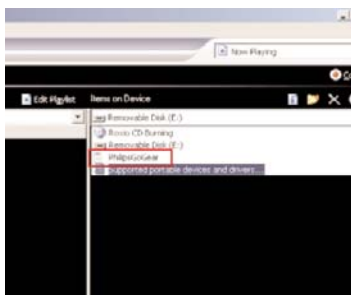 Now Playing
Edit Playlist
Items on Device
Removable Disk (E:)
Roxio CD Burning
Removable Disk (E:)
PhilipsGoGear
Supported portable devices and drivers...